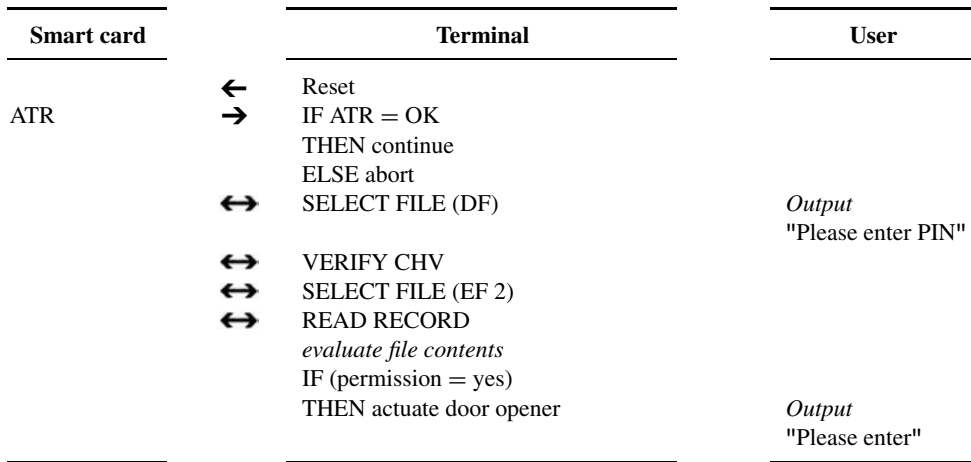 Smart card Terminal User
← Reset
ATR → IF ATR = OK
THEN continue
ELSE abort
↔ SELECT FILE (DF) Output
"Please enter PIN"
↔ VERIFY CHV
↔ SELECT FILE (EF 2)
↔ READ RECORD
evaluate file contents
IF (permission = yes)
THEN actuate door opener Output
"Please enter"